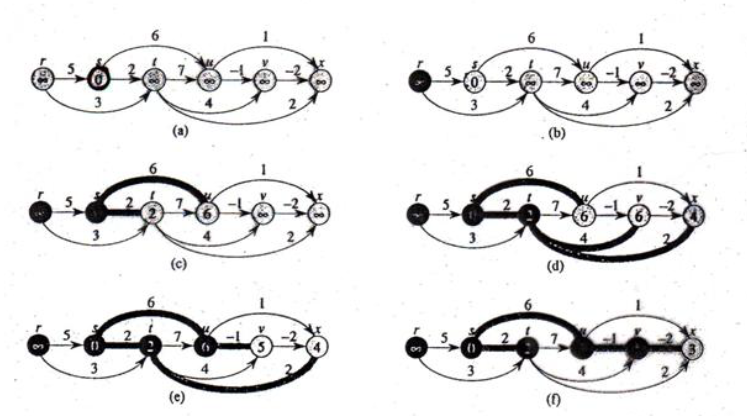 6 1
r s t u v x
∞ 5 0 2 ∞ 7 ∞ -1 ∞ -2 ∞
3 4 2
(a)
6 1
r s t u v x
5 0 2 ∞ 7 ∞ -1 ∞ -2 ∞
3 4 2
(b)
6 1
r s t u v x
5 2 2 7 6 -1 ∞ -2 ∞
3 4 2
(c)
6 1
r s t u v x
5 2 7 6 -1 6 -2 4
3 4 2
(d)
6 1
r s t u v x
∞ 5 0 2 2 7 6 -1 5 -2 4
3 4 2
(e)
6 1
r s t u v x
∞ 5 0 2 2 7 -1 -2 3
3 4 2
(f)